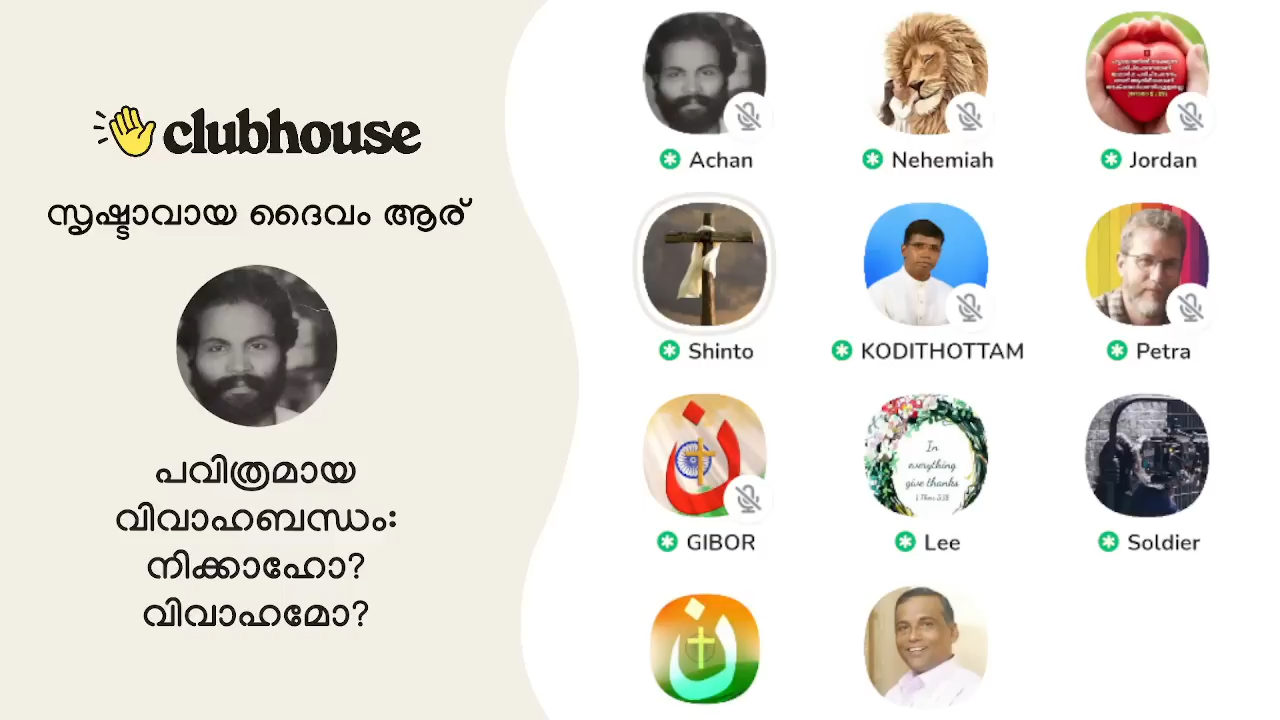 clubhouse
സൃഷ്ടാവായ ദൈവം ആര്
പവിത്രമായ
വിവാഹബന്ധം:
നിക്കാഹോ?
വിവാഹമോ?
Achan
Nehemiah
Jordan
Shinto
KODITHOTTAM
Petra
ن
GIBOR
In
everything
give thanks
Lee
Soldier
ن